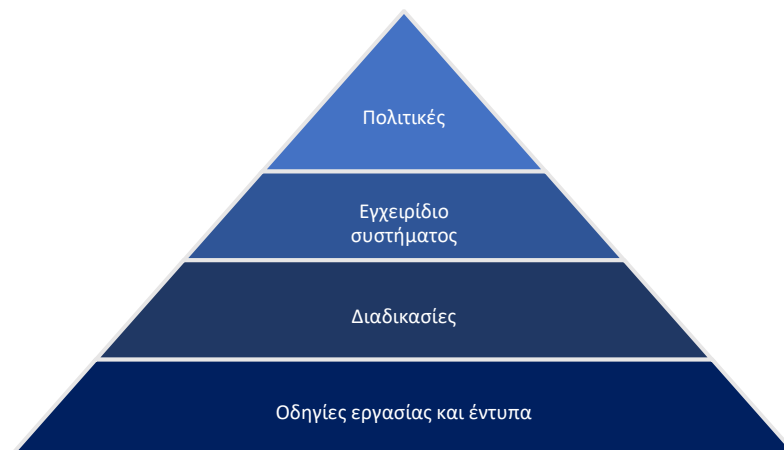 Πολιτικές
Εγχειρίδιο
συστήματος
Διαδικασίες
Οδηγίες εργασίας και έντυπα